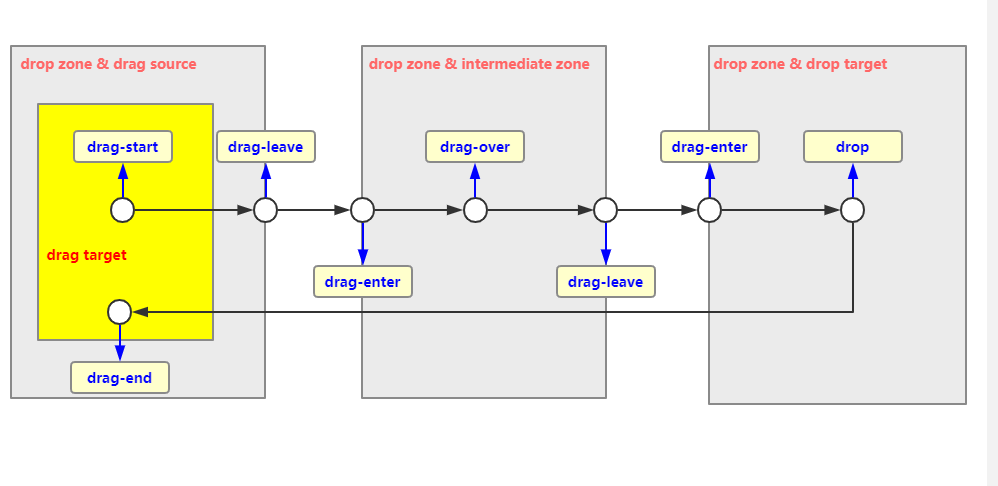 drop zone & drag source
drop zone & intermediate zone
drop zone & drop target
drag-start
drag-leave
drag-over
drag-enter
drop
drag target
drag-enter
drag-leave
drag-end